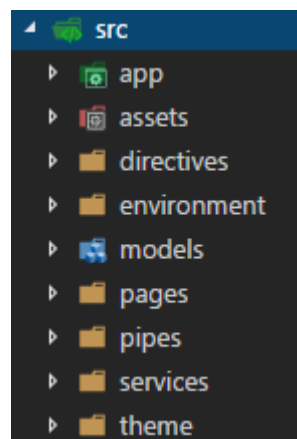 src
app
assets
directives
environment
models
pages
pipes
services
theme